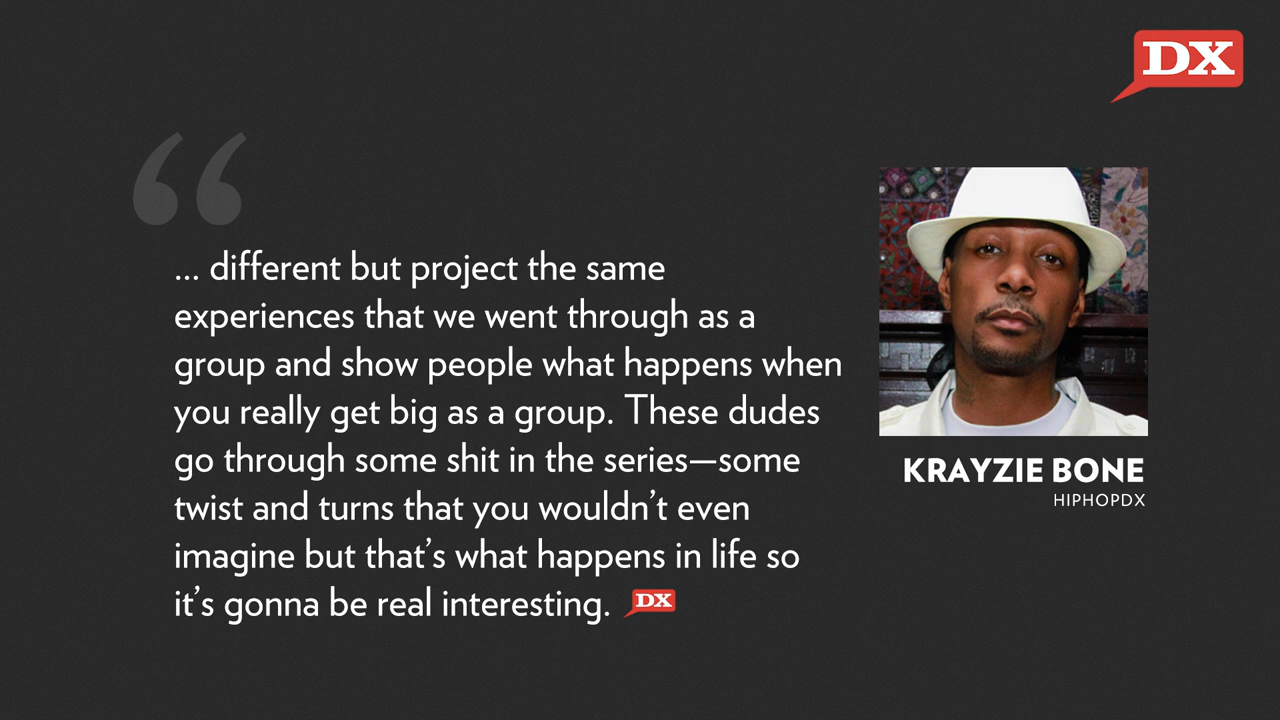 DX
“
... different but project the same
experiences that we went through as a
group and show people what happens when
you really get big as a group. These dudes
go through some shit in the series—some
twist and turns that you wouldn’t even
imagine but that’s what happens in life so
it’s gonna be real interesting. DX
KRAYZIE BONE
HIPHOPDX